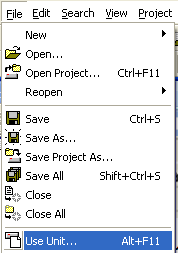 File Edit Search View Project
New
Open...
Open Project... Ctrl+F11
Reopen
Save Ctrl+S
Save As...
Save Project As...
Save All Shift+Ctrl+S
Close
Close All
Use Unit... Alt+F11